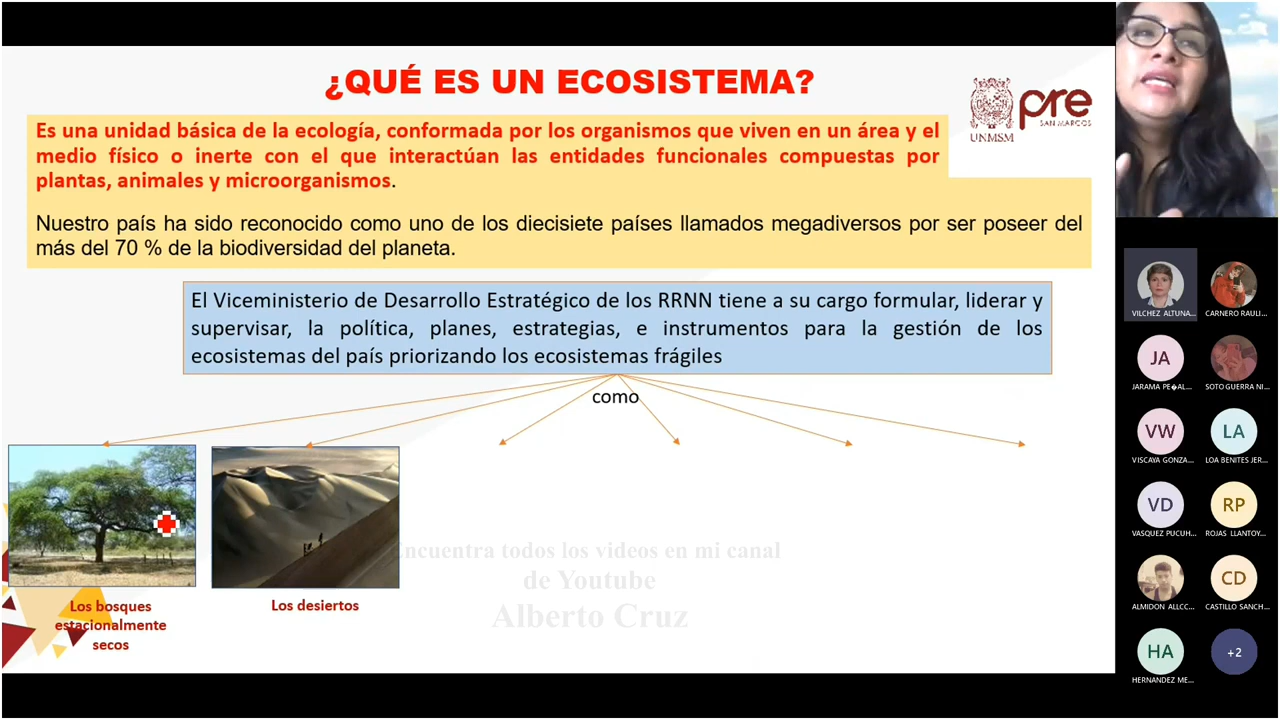 ¿QUÉ ES UN ECOSISTEMA?
Es una unidad básica de la ecología, conformada por los organismos que viven en un área y el
medio físico o inerte con el que interactúan las entidades funcionales compuestas por
plantas, animales y microorganismos.
Nuestro país ha sido reconocido como uno de los diecisiete países llamados megadiversos por ser poseer del
más del 70 % de la biodiversidad del planeta.
UNMSM
pre
SAN MARCOS
El Viceministerio de Desarrollo Estratégico de los RRNN tiene a su cargo formular, liderar y
supervisar, la política, planes, estrategias, e instrumentos para la gestión de los
ecosistemas del país priorizando los ecosistemas frágiles
como
Los bosques
estacionalmente
secos
Los desiertos
Encuentra todos los videos en mi canal
de Youtube
Alberto Cruz
VILCHEZ ALTUNA...
CARNERO RAULI...
JA
JARAMA PE�AL...
SOTO GUERRA NI...
VW
VISCAYA GONZA...
LA
LOA BENITES JER...
VD
VASQUEZ PUCUH...
RP
ROJAS LLANTOY...
ALMIDON ALLCC...
CD
CASTILLO SANCH...
HA
HERNANDEZ ME...
+2